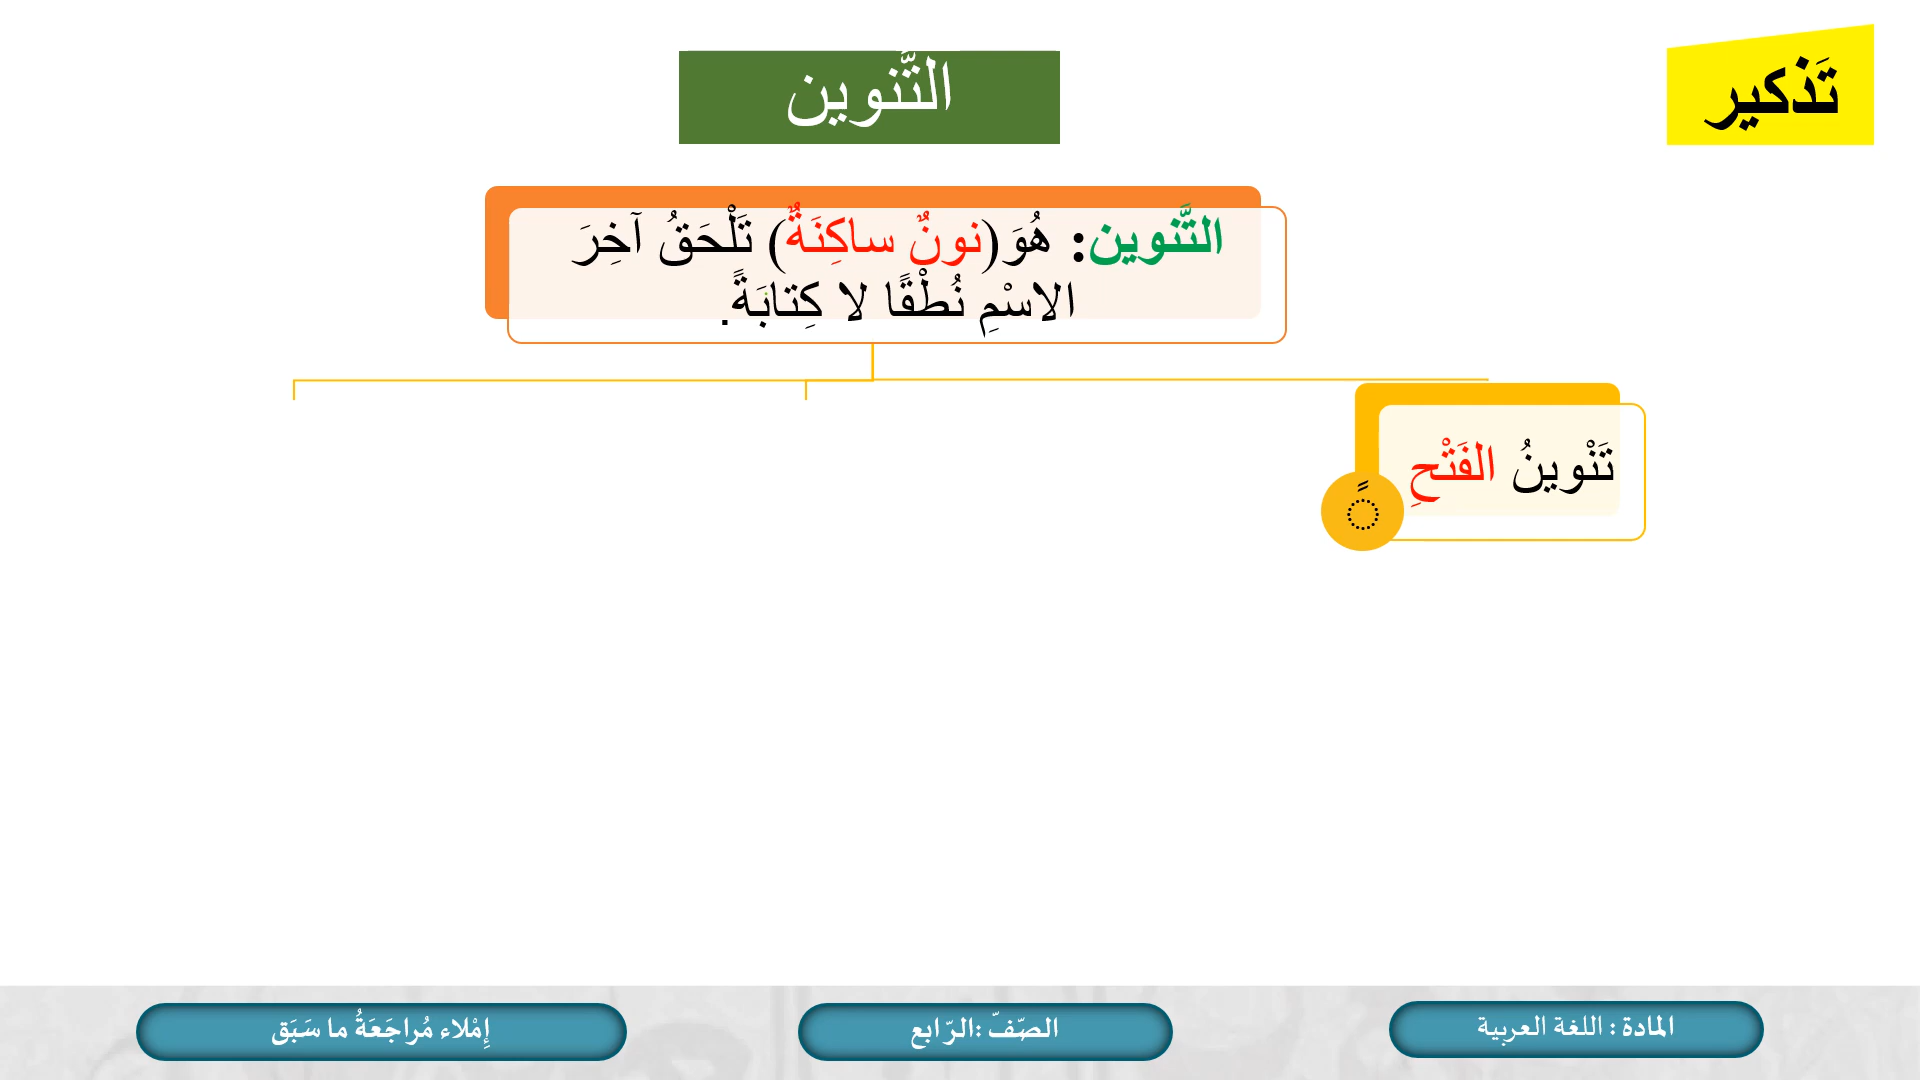 تَذكير
التَّنوين
التَّنوين: هُوَ (نونٌ ساكِنَةٌ) تَلْحَقُ آخِرَ
الاسْمِ نُطْقًا لا كِتابَةً.
تَنْوينُ الفَتْحِ
◌ً
المادة : اللغة العربية
الصّفّ :الرّابع
إِمْلاء مُراجَعَةُ ما سَبَق